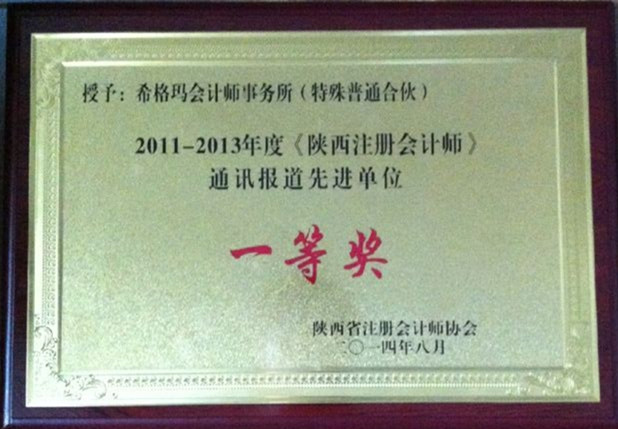 授予：希格玛会计师事务所（特殊普通合伙）
2011-2013年度《陕西注册会计师》
通讯报道先进单位
一等奖
陕西省注册会计师协会
二〇一四年八月